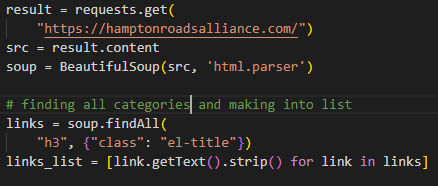 result = requests.get(
    "https://hamptonroadsalliance.com/")
src = result.content
soup = BeautifulSoup(src, 'html.parser')

# finding all categories and making into list
links = soup.findAll(
    "h3", {"class": "el-title"})
links_list = [link.getText().strip() for link in links]